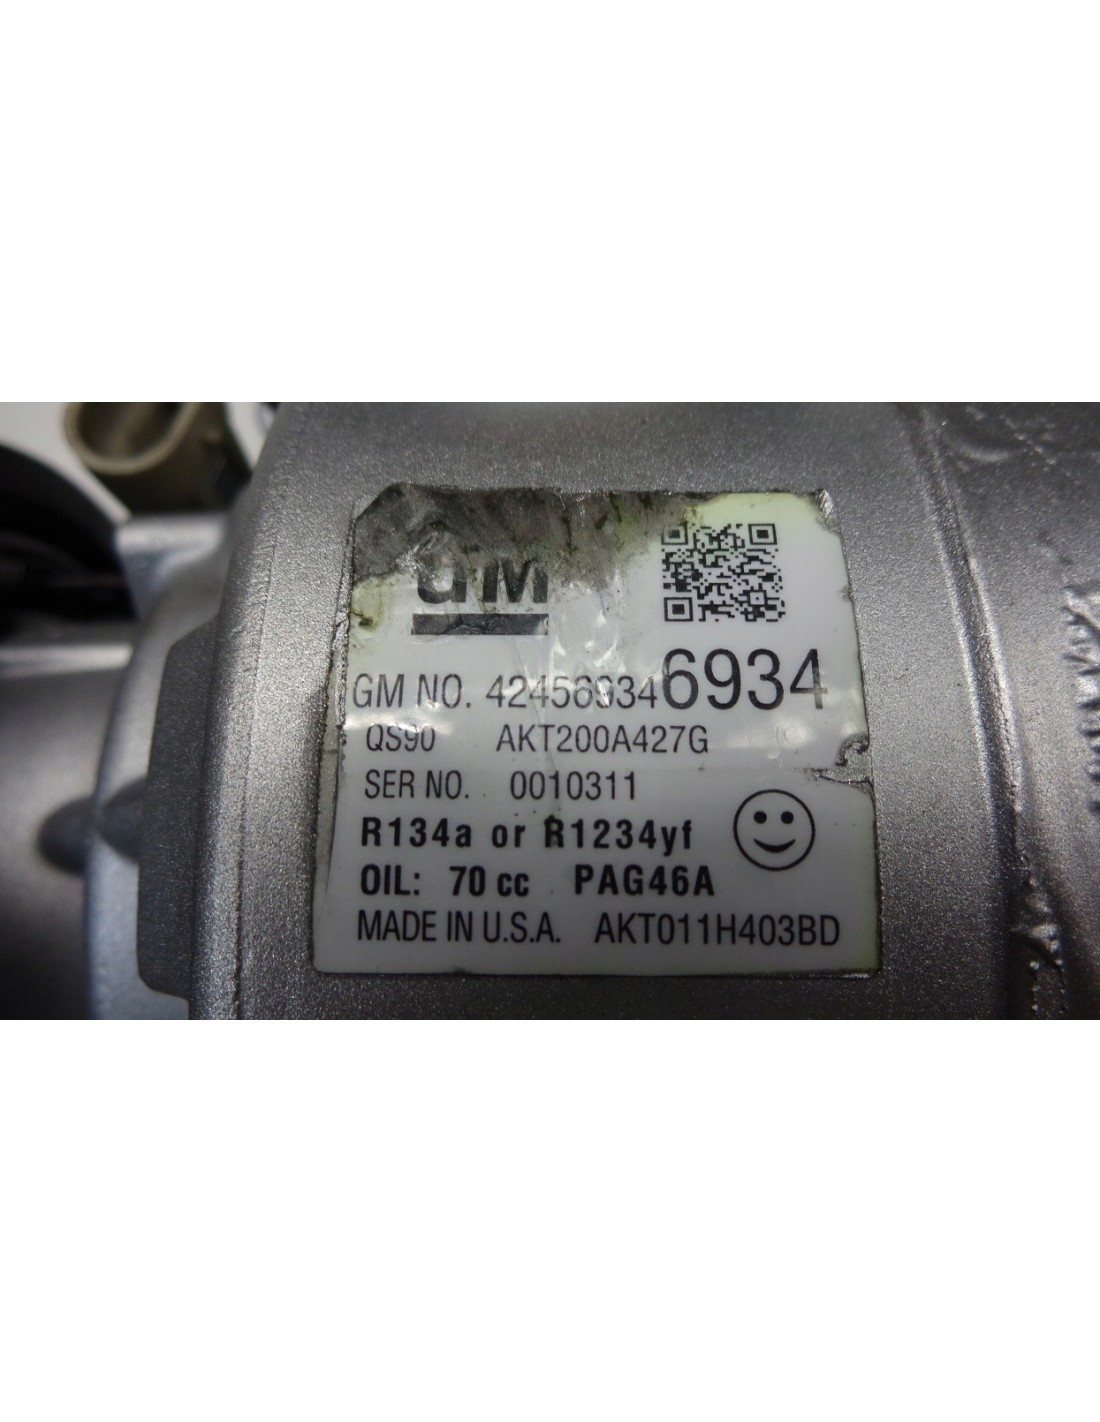 GM
GM NO. 42456934 6934
QS90 AKT200A427G
SER NO. 0010311
R134a or R1234yf
OIL: 70 cc PAG46A
MADE IN U.S.A. AKT011H403BD